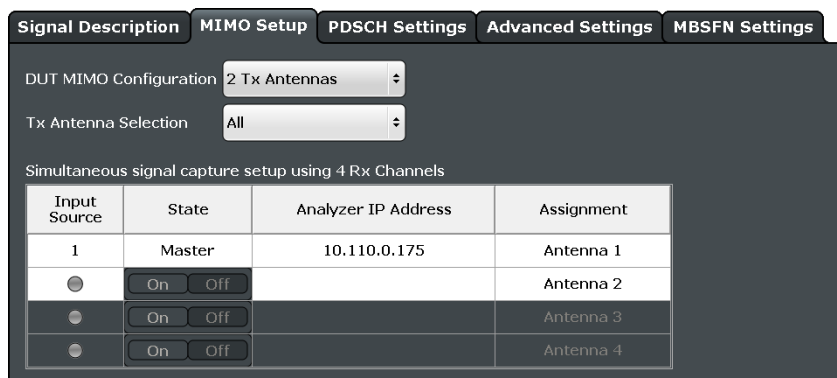 Signal Description MIMO Setup PDSCH Settings Advanced Settings MBSFN Settings
DUT MIMO Configuration 2 Tx Antennas
Tx Antenna Selection All
Simultaneous signal capture setup using 4 Rx Channels
Input Source State Analyzer IP Address Assignment
1 Master 10.110.0.175 Antenna 1
On Off Antenna 2
On Off Antenna 3
On Off Antenna 4